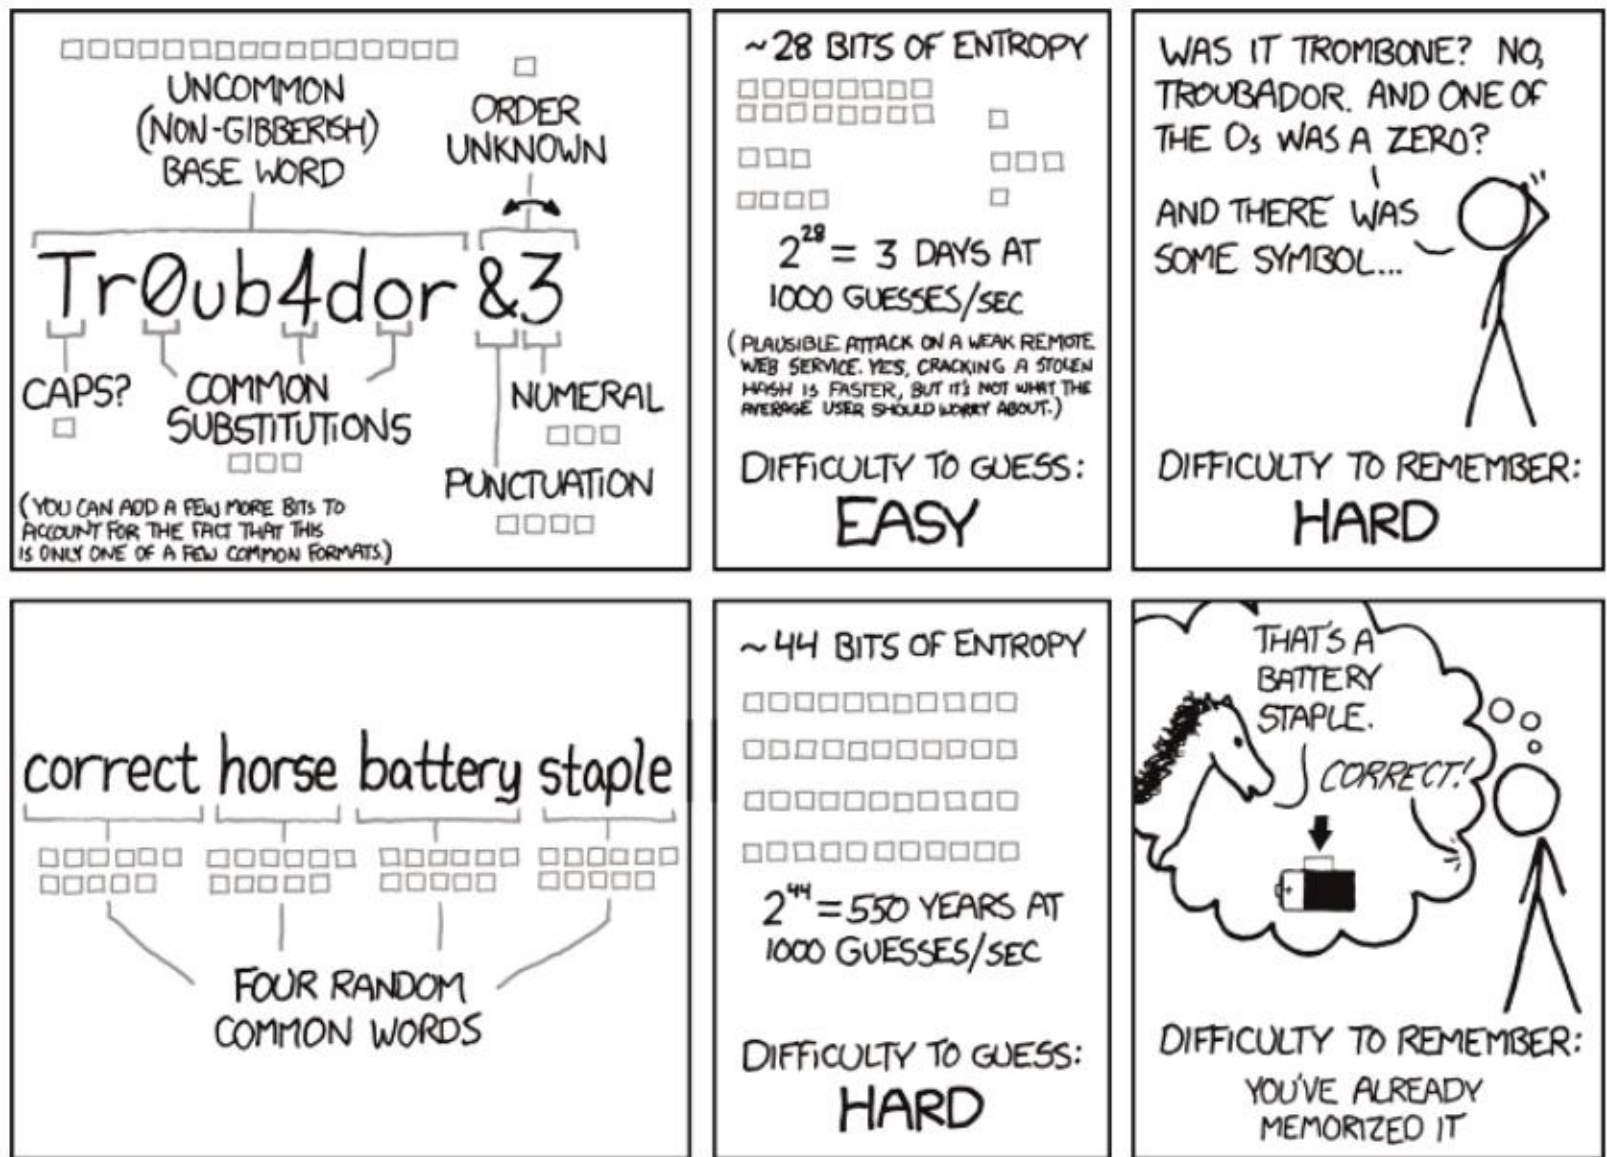 UNCOMMON
(NON-GIBBERISH)
BASE WORD
ORDER
UNKNOWN
Tr0ub4dor &3
CAPS?
COMMON
SUBSTITUTIONS
NUMERAL
PUNCTUATION
(YOU CAN ADD A FEW MORE BITS TO
ACCOUNT FOR THE FACT THAT THIS
IS ONLY ONE OF A FEW COMMON FORMATS.)
~28 BITS OF ENTROPY
2^28 = 3 DAYS AT
1000 GUESSES/SEC
(PLAUSIBLE ATTACK ON A WEAK REMOTE
WEB SERVICE. YES, CRACKING A STOLEN
HASH IS FASTER, BUT IT'S NOT WHAT THE
AVERAGE USER SHOULD WORRY ABOUT.)
DIFFICULTY TO GUESS:
EASY
WAS IT TROMBONE? NO,
TROUBADOR. AND ONE OF
THE Os WAS A ZERO?
AND THERE WAS
SOME SYMBOL...
DIFFICULTY TO REMEMBER:
HARD
correct horse battery staple
FOUR RANDOM
COMMON WORDS
~44 BITS OF ENTROPY
2^44 = 550 YEARS AT
1000 GUESSES/SEC
DIFFICULTY TO GUESS:
HARD
THAT'S A
BATTERY
STAPLE.
CORRECT!
+
DIFFICULTY TO REMEMBER:
YOU'VE ALREADY
MEMORIZED IT